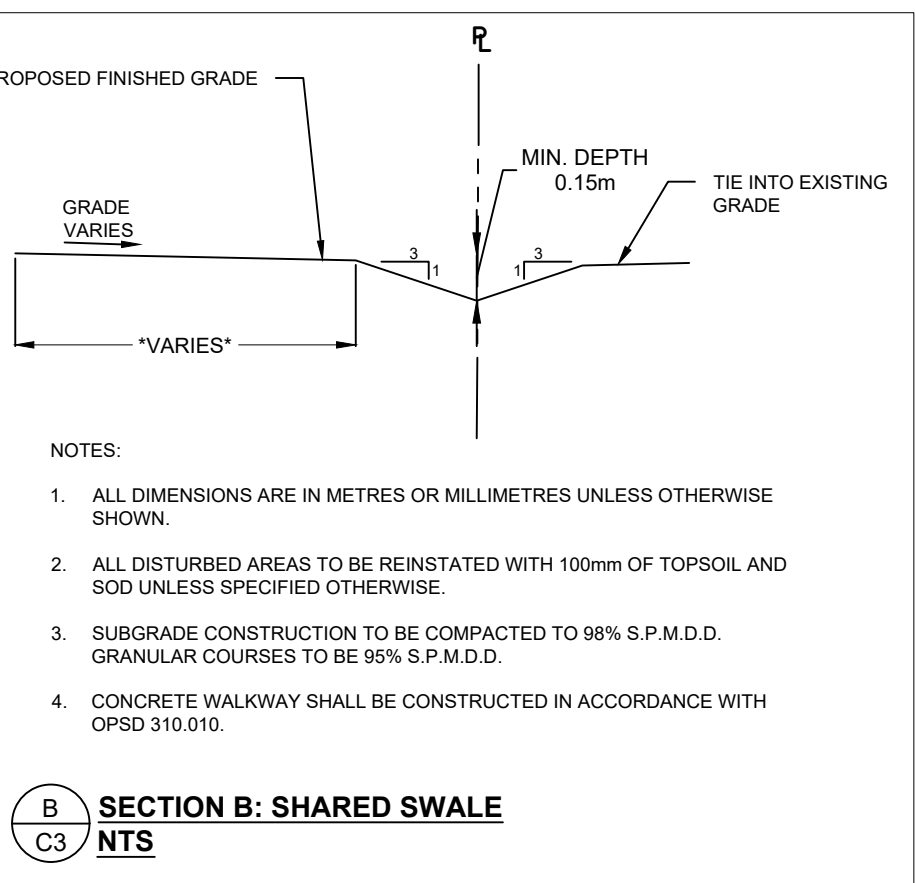 PL
ROPOSED FINISHED GRADE
MIN. DEPTH
0.15m
TIE INTO EXISTING
GRADE
GRADE
VARIES
3
1
1
3
*VARIES*
NOTES:
1. ALL DIMENSIONS ARE IN METRES OR MILLIMETRES UNLESS OTHERWISE
SHOWN.
2. ALL DISTURBED AREAS TO BE REINSTATED WITH 100mm OF TOPSOIL AND
SOD UNLESS SPECIFIED OTHERWISE.
3. SUBGRADE CONSTRUCTION TO BE COMPACTED TO 98% S.P.M.D.D.
GRANULAR COURSES TO BE 95% S.P.M.D.D.
4. CONCRETE WALKWAY SHALL BE CONSTRUCTED IN ACCORDANCE WITH
OPSD 310.010.
B
C3
SECTION B: SHARED SWALE
NTS